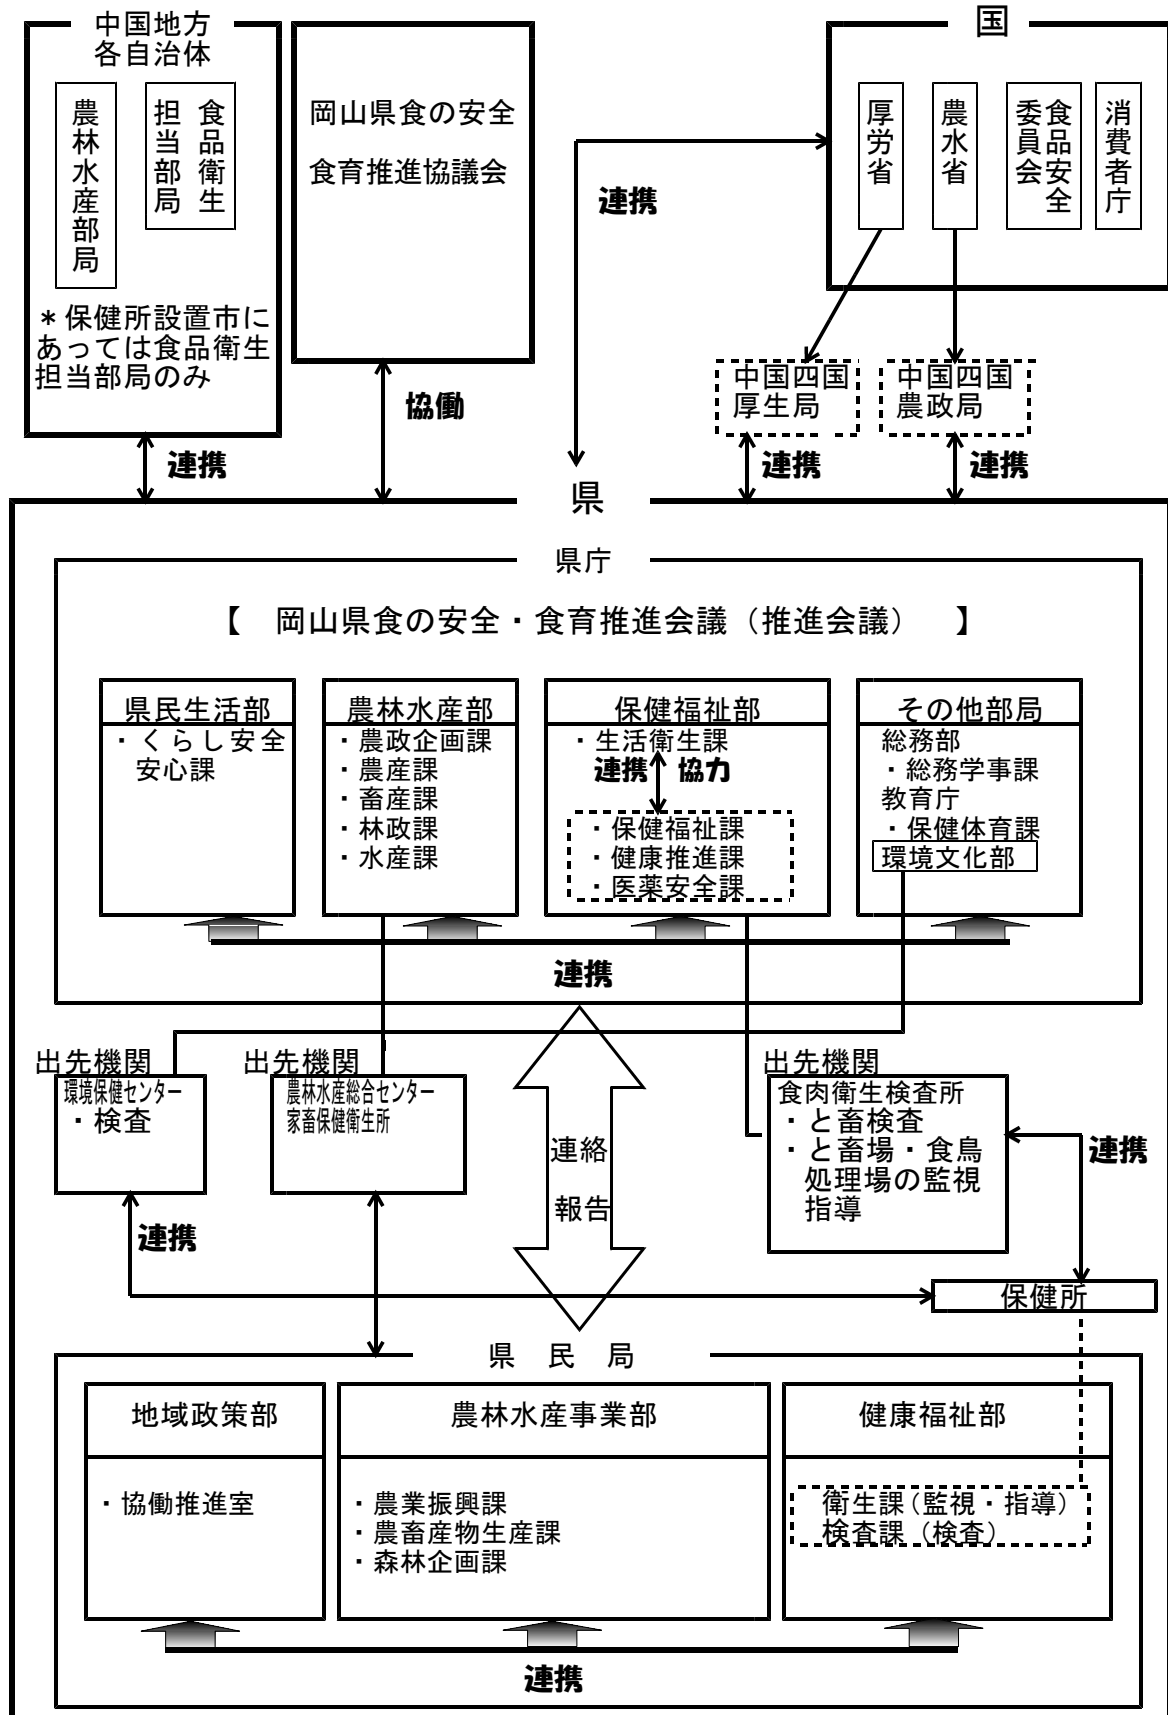 中国地方
各自治体
農林水産部局
食品衛生
担当部局
＊保健所設置市に
あっては食品衛生
担当部局のみ
岡山県食の安全
食育推進協議会
国
厚労省
農水省
食品安全
委員会
消費者庁
連携
中国四国
厚生局
中国四国
農政局
連携
協働
連携
連携
県
県庁
【　岡山県食の安全・食育推進会議（推進会議）　】
県民生活部
・くらし安全
安心課
農林水産部
・農政企画課
・農産課
・畜産課
・林政課
・水産課
保健福祉部
・生活衛生課
連携　協力
・保健福祉課
・健康推進課
・医薬安全課
その他部局
総務部
・総務学事課
教育庁
・保健体育課
環境文化部
連携
出先機関
環境保健センター
・検査
出先機関
農林水産総合センター
家畜保健衛生所
連絡
報告
出先機関
食肉衛生検査所
・と畜検査
・と畜場・食鳥
処理場の監視
指導
連携
連携
保健所
県　民　局
地域政策部
・協働推進室
農林水産事業部
・農業振興課
・農畜産物生産課
・森林企画課
健康福祉部
衛生課（監視・指導）
検査課（検査）
連携